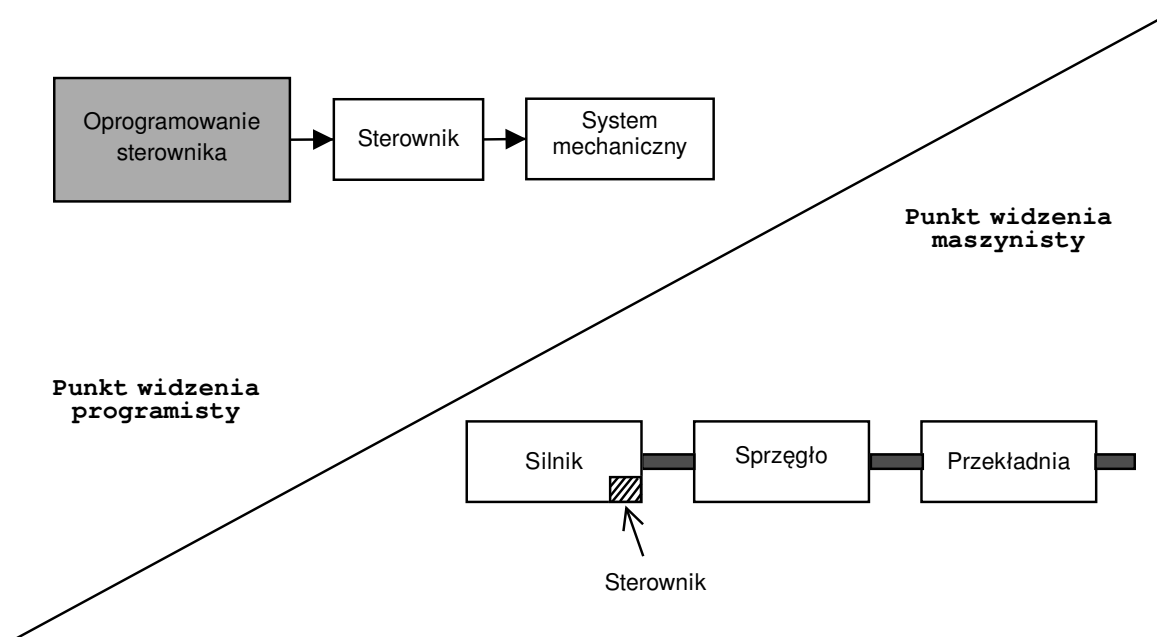 Oprogramowanie
sterownika
Sterownik
System
mechaniczny
Punkt widzenia
maszynisty
Punkt widzenia
programisty
Silnik
Sprzęgło
Przekładnia
Sterownik